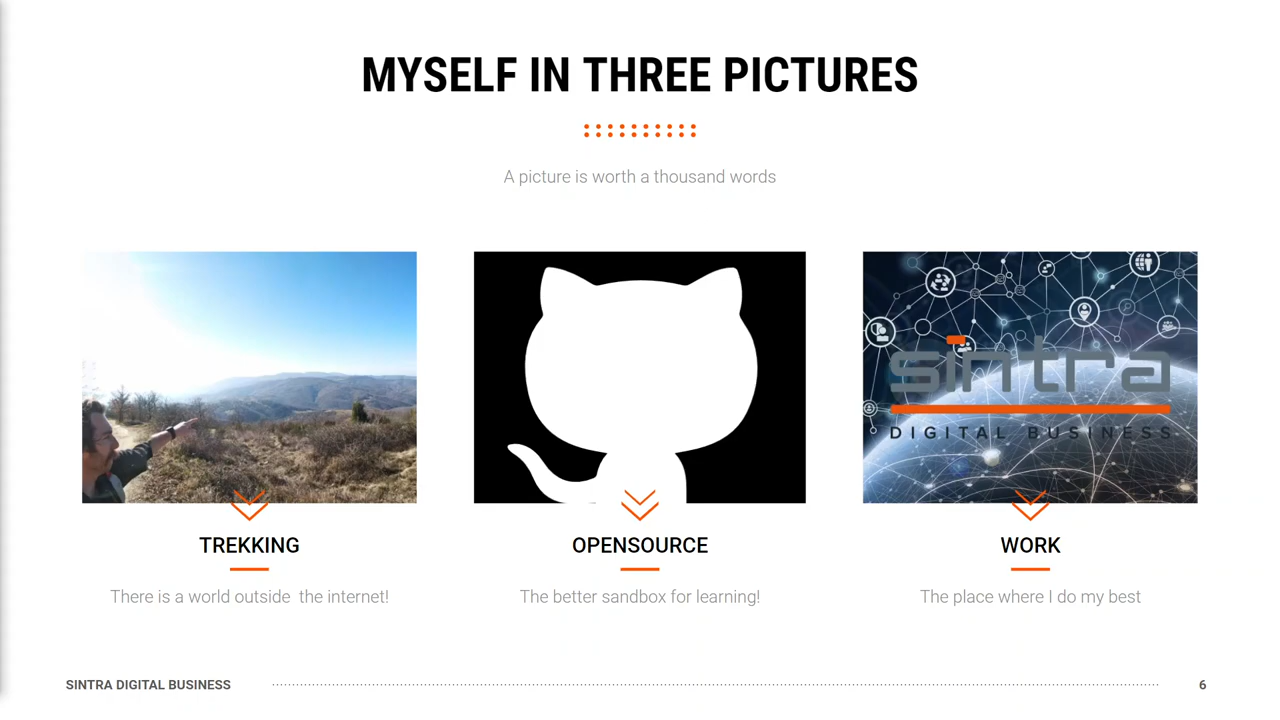 MYSELF IN THREE PICTURES
A picture is worth a thousand words
sintra
DIGITAL BUSINESS
TREKKING
OPENSOURCE
WORK
There is a world outside  the internet!
The better sandbox for learning!
The place where I do my best
SINTRA DIGITAL BUSINESS
6